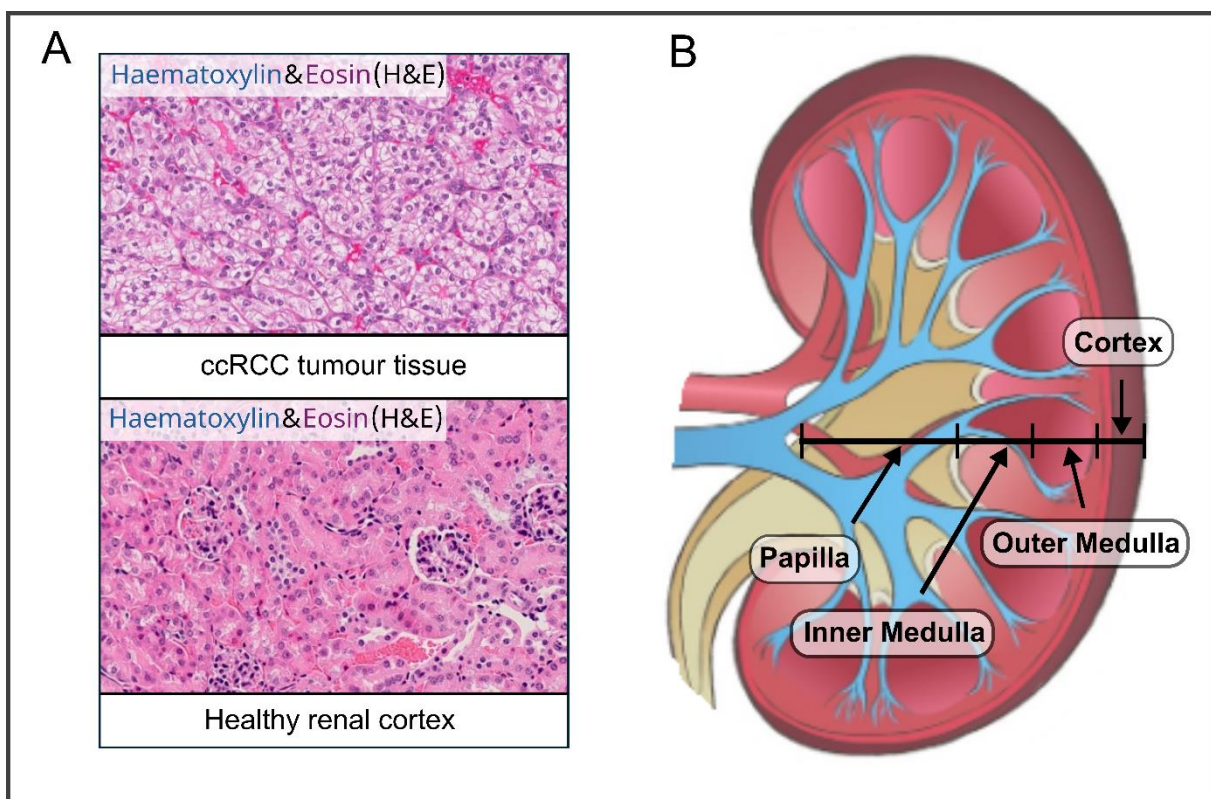 A
Haematoxylin&Eosin(H&E)
ccRCC tumour tissue
Haematoxylin&Eosin(H&E)
Healthy renal cortex
B
Cortex
Outer Medulla
Papilla
Inner Medulla